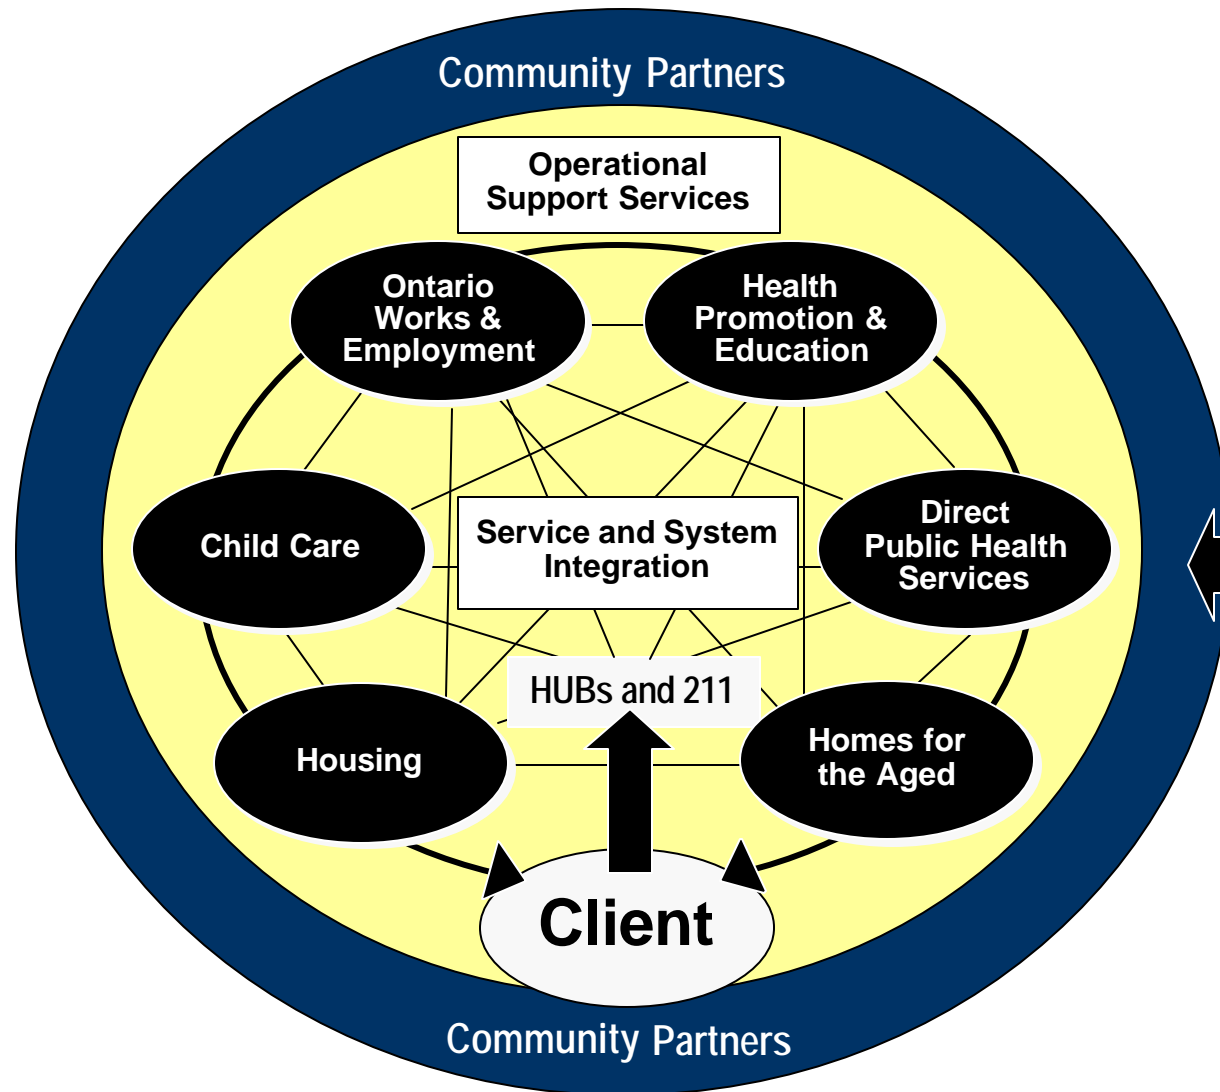 Community Partners
Operational
Support Services
Ontario
Works &
Employment
Health
Promotion &
Education
Child Care
Service and System
Integration
Direct
Public Health
Services
HUBs and 211
Housing
Homes for
the Aged
Client
Community Partners